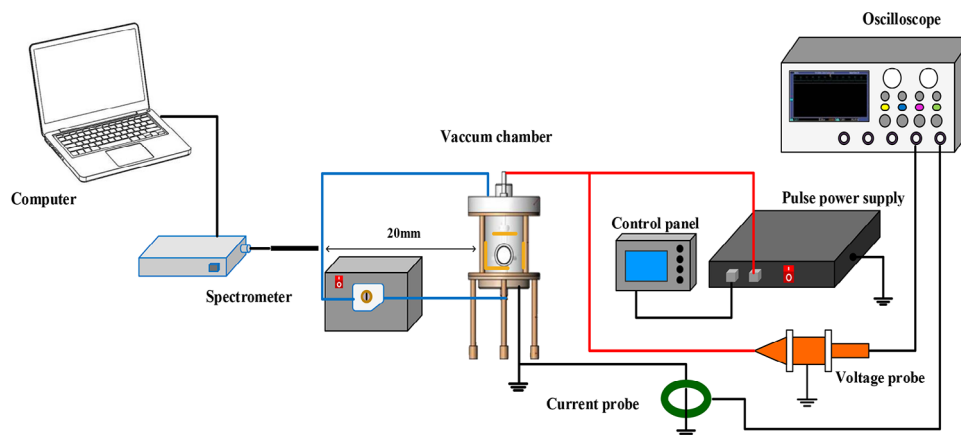 Oscilloscope
Vaccum chamber
Computer
Pulse power supply
Control panel
20mm
Spectrometer
Voltage probe
Current probe